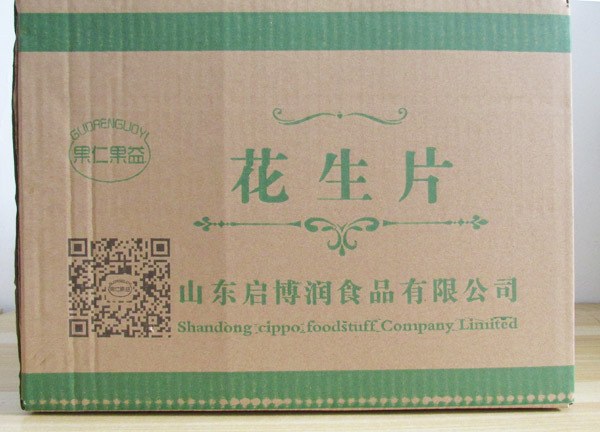 GUORENGUOYI
果仁果益
花生片
山东启博润食品有限公司
Shandong cippo foodstuff Company Limited